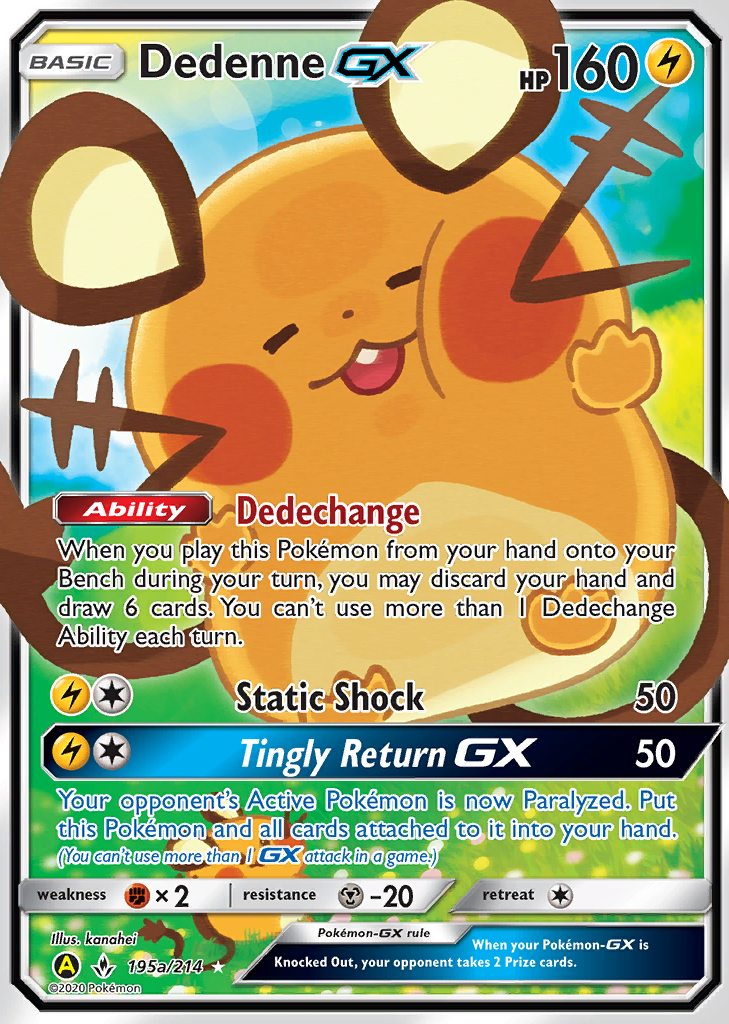 BASIC Dedenne GX HP 160
Ability Dedechange
When you play this Pokémon from your hand onto your
Bench during your turn, you may discard your hand and
draw 6 cards. You can't use more than 1 Dedechange
Ability each turn.
Static Shock 50
Tingly Return GX 50
Your opponent's Active Pokémon is now Paralyzed. Put
this Pokémon and all cards attached to it into your hand.
(You can't use more than 1 GX attack in a game.)
weakness ×2 resistance -20 retreat
Illus. kanahei
A 195a/214
©2020 Pokémon
Pokémon-GX rule
When your Pokémon-GX is
Knocked Out, your opponent takes 2 Prize cards.